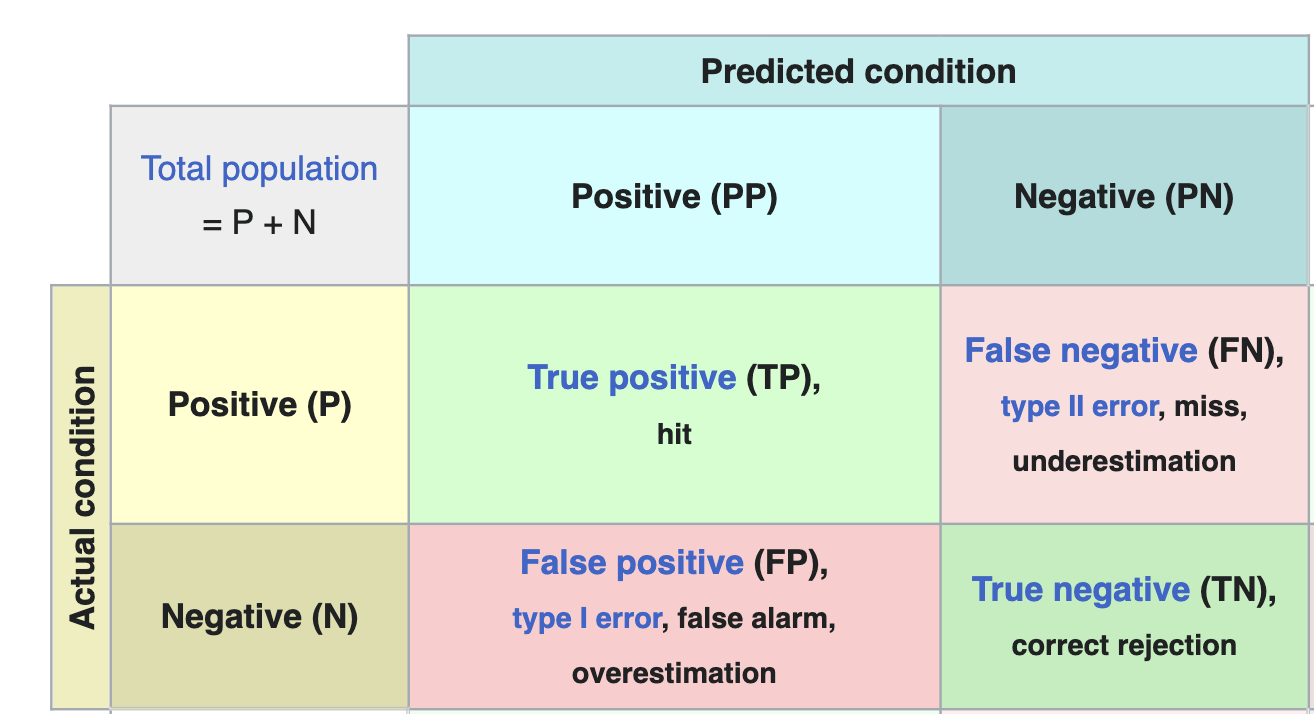 Predicted condition
Total population
= P + N
Positive (PP)
Negative (PN)
Actual condition
Positive (P)
True positive (TP),
hit
False negative (FN),
type II error, miss,
underestimation
Negative (N)
False positive (FP),
type I error, false alarm,
overestimation
True negative (TN),
correct rejection